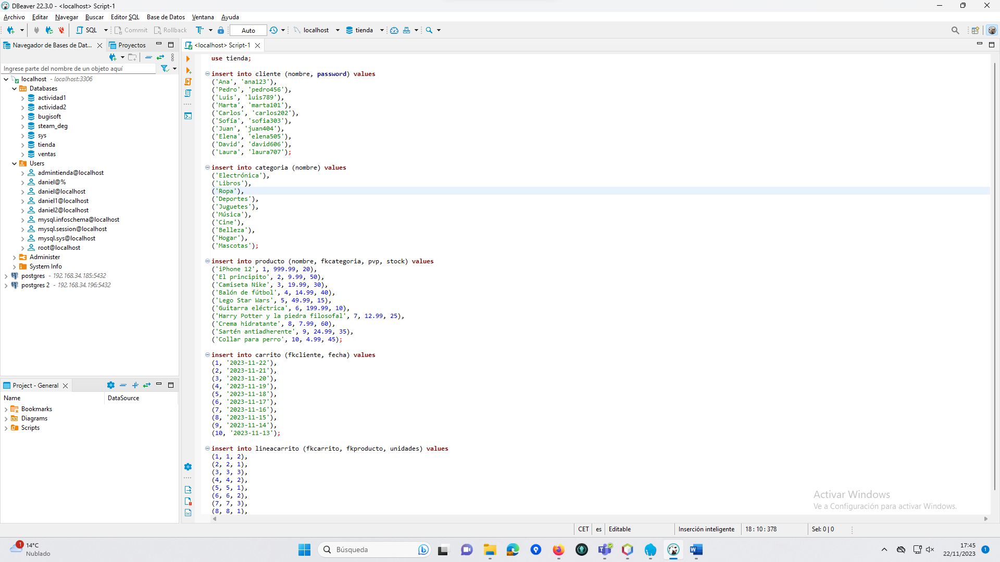 DBeaver 22.3.0 - <localhost> Script-1
Archivo Editar Navegar Buscar Editor SQL Base de Datos Ventana Ayuda
SQL Commit Rollback Auto localhost tienda
Navegador de Bases de Dat... Proyectos
Ingrese parte del nombre de un objeto aquí
localhost - localhost:3306
Databases
actividad1
actividad2
bugisoft
steam_deg
sys
tienda
ventas
Users
admintienda@localhost
daniel@%
daniel@localhost
daniel1@localhost
daniel2@localhost
mysql.infoschema@localhost
mysql.session@localhost
mysql.sys@localhost
root@localhost
Administer
System Info
postgres - 192.168.34.185:5432
postgres 2 - 192.168.34.196:5432
Project - General
Name DataSource
Bookmarks
Diagrams
Scripts
<localhost> Script-1
use tienda;
insert into cliente (nombre, password) values
('Ana', 'ana123'),
('Pedro', 'pedro456'),
('Luis', 'luis789'),
('Marta', 'marta101'),
('Carlos', 'carlos202'),
('Sofía', 'sofia303'),
('Juan', 'juan404'),
('Elena', 'elena505'),
('David', 'david606'),
('Laura', 'laura707');
insert into categoria (nombre) values
('Electrónica'),
('Libros'),
('Ropa'),
('Deportes'),
('Juguetes'),
('Música'),
('Cine'),
('Belleza'),
('Hogar'),
('Mascotas');
insert into producto (nombre, fkcategoria, pvp, stock) values
('iPhone 12', 1, 999.99, 20),
('El principito', 2, 9.99, 50),
('Camiseta Nike', 3, 19.99, 30),
('Balón de fútbol', 4, 14.99, 40),
('Lego Star Wars', 5, 49.99, 15),
('Guitarra eléctrica', 6, 199.99, 10),
('Harry Potter y la piedra filosofal', 7, 12.99, 25),
('Crema hidratante', 8, 7.99, 60),
('Sartén antiadherente', 9, 24.99, 35),
('Collar para perro', 10, 4.99, 45);
insert into carrito (fkcliente, fecha) values
(1, '2023-11-22'),
(2, '2023-11-21'),
(3, '2023-11-20'),
(4, '2023-11-19'),
(5, '2023-11-18'),
(6, '2023-11-17'),
(7, '2023-11-16'),
(8, '2023-11-15'),
(9, '2023-11-14'),
(10, '2023-11-13');
insert into lineacarrito (fkcarrito, fkproducto, unidades) values
(1, 1, 2),
(2, 2, 1),
(3, 3, 3),
(4, 4, 2),
(5, 5, 1),
(6, 6, 2),
(7, 7, 3),
(8, 8, 1),
Activar Windows
Ve a Configuración para activar Windows.
CET es Editable Inserción inteligente 18 : 10 : 378 Sel: 0 | 0
1
14°C
Nublado
Búsqueda
17:45
22/11/2023
1